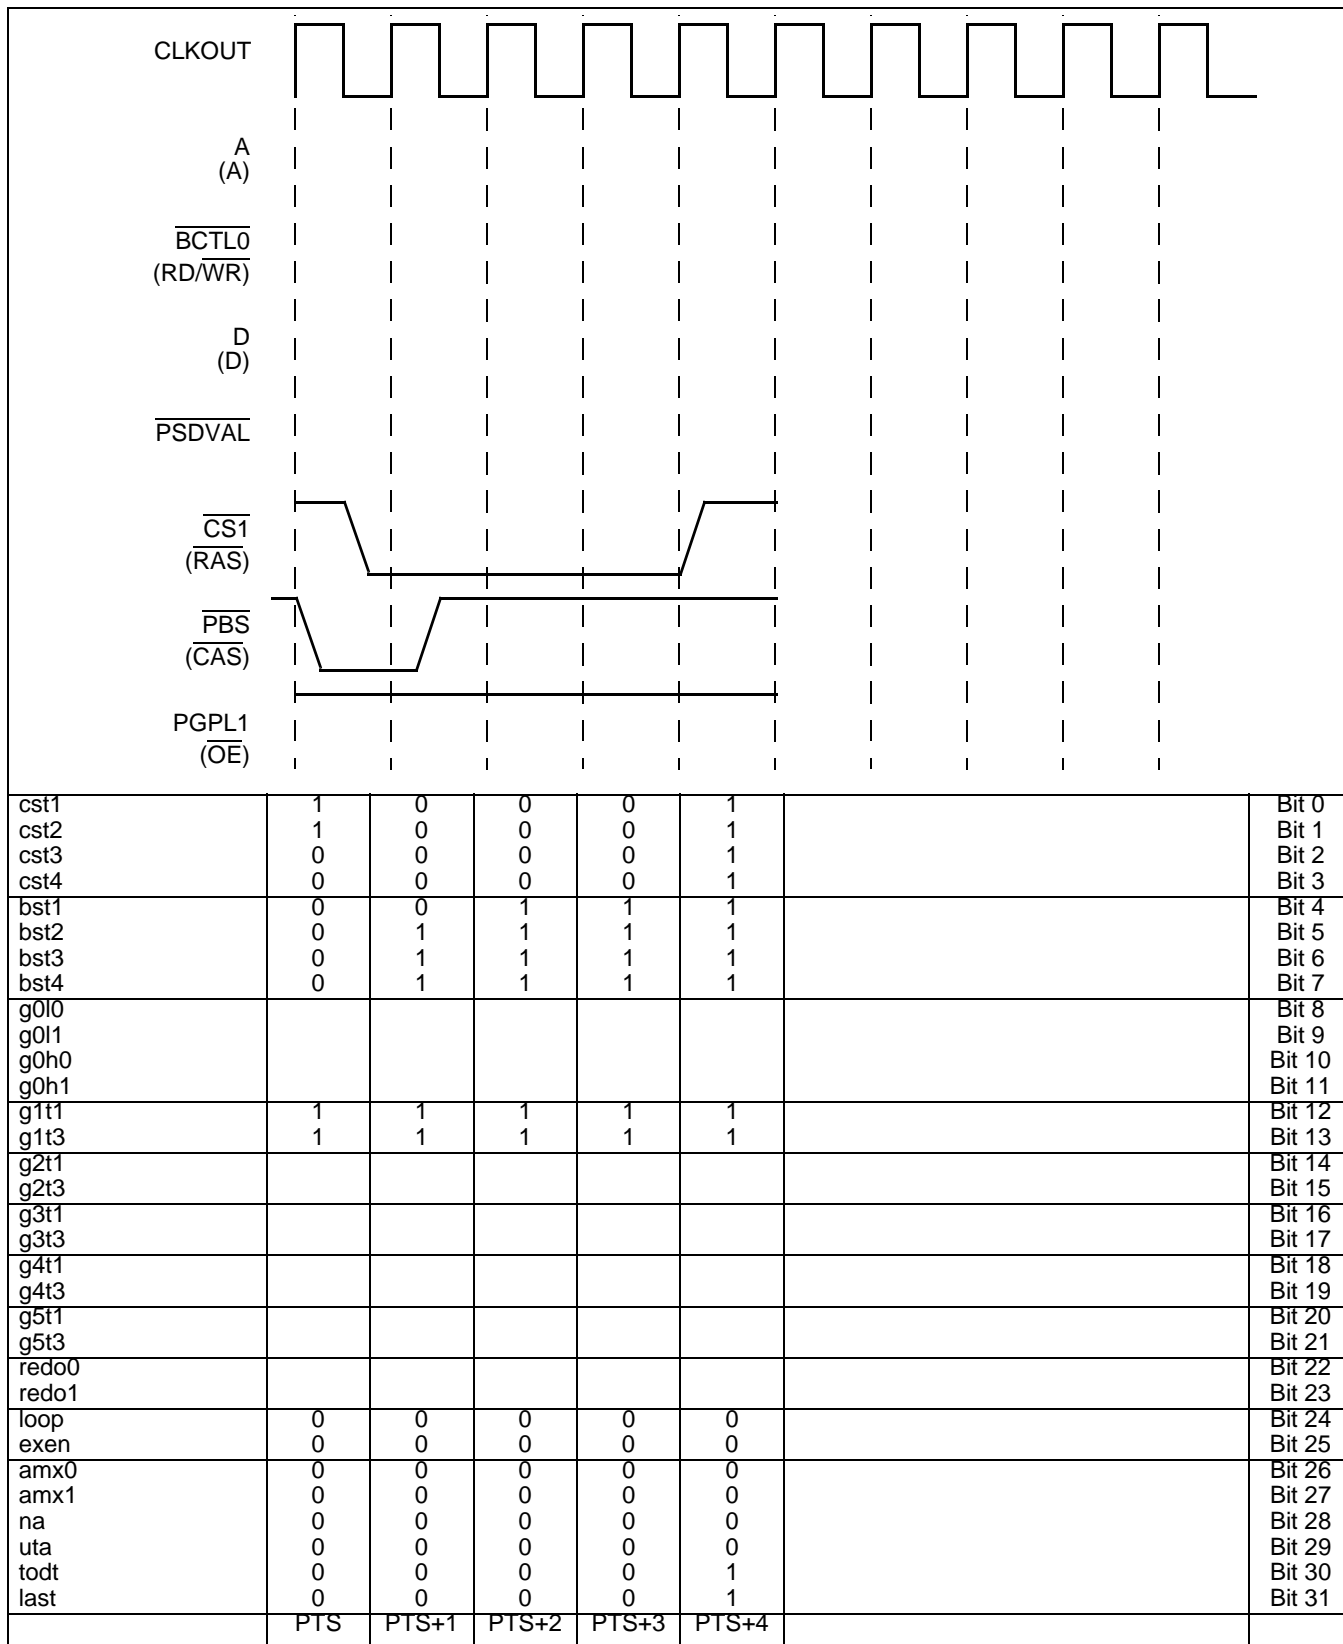 CLKOUT
A
(A)
BCTL0
(RD/WR)
D
(D)
PSDVAL
CS1
(RAS)
PBS
(CAS)
PGPL1
(OE)
cst1 1 0 0 0 1 Bit 0
cst2 1 0 0 0 1 Bit 1
cst3 0 0 0 0 1 Bit 2
cst4 0 0 0 0 1 Bit 3
bst1 0 0 1 1 1 Bit 4
bst2 0 1 1 1 1 Bit 5
bst3 0 1 1 1 1 Bit 6
bst4 0 1 1 1 1 Bit 7
g0l0 Bit 8
g0l1 Bit 9
g0h0 Bit 10
g0h1 Bit 11
g1t1 1 1 1 1 1 Bit 12
g1t3 1 1 1 1 1 Bit 13
g2t1 Bit 14
g2t3 Bit 15
g3t1 Bit 16
g3t3 Bit 17
g4t1 Bit 18
g4t3 Bit 19
g5t1 Bit 20
g5t3 Bit 21
redo0 Bit 22
redo1 Bit 23
loop 0 0 0 0 0 Bit 24
exen 0 0 0 0 0 Bit 25
amx0 0 0 0 0 0 Bit 26
amx1 0 0 0 0 0 Bit 27
na 0 0 0 0 0 Bit 28
uta 0 0 0 0 0 Bit 29
todt 0 0 0 0 1 Bit 30
last 0 0 0 0 1 Bit 31
PTS PTS+1 PTS+2 PTS+3 PTS+4